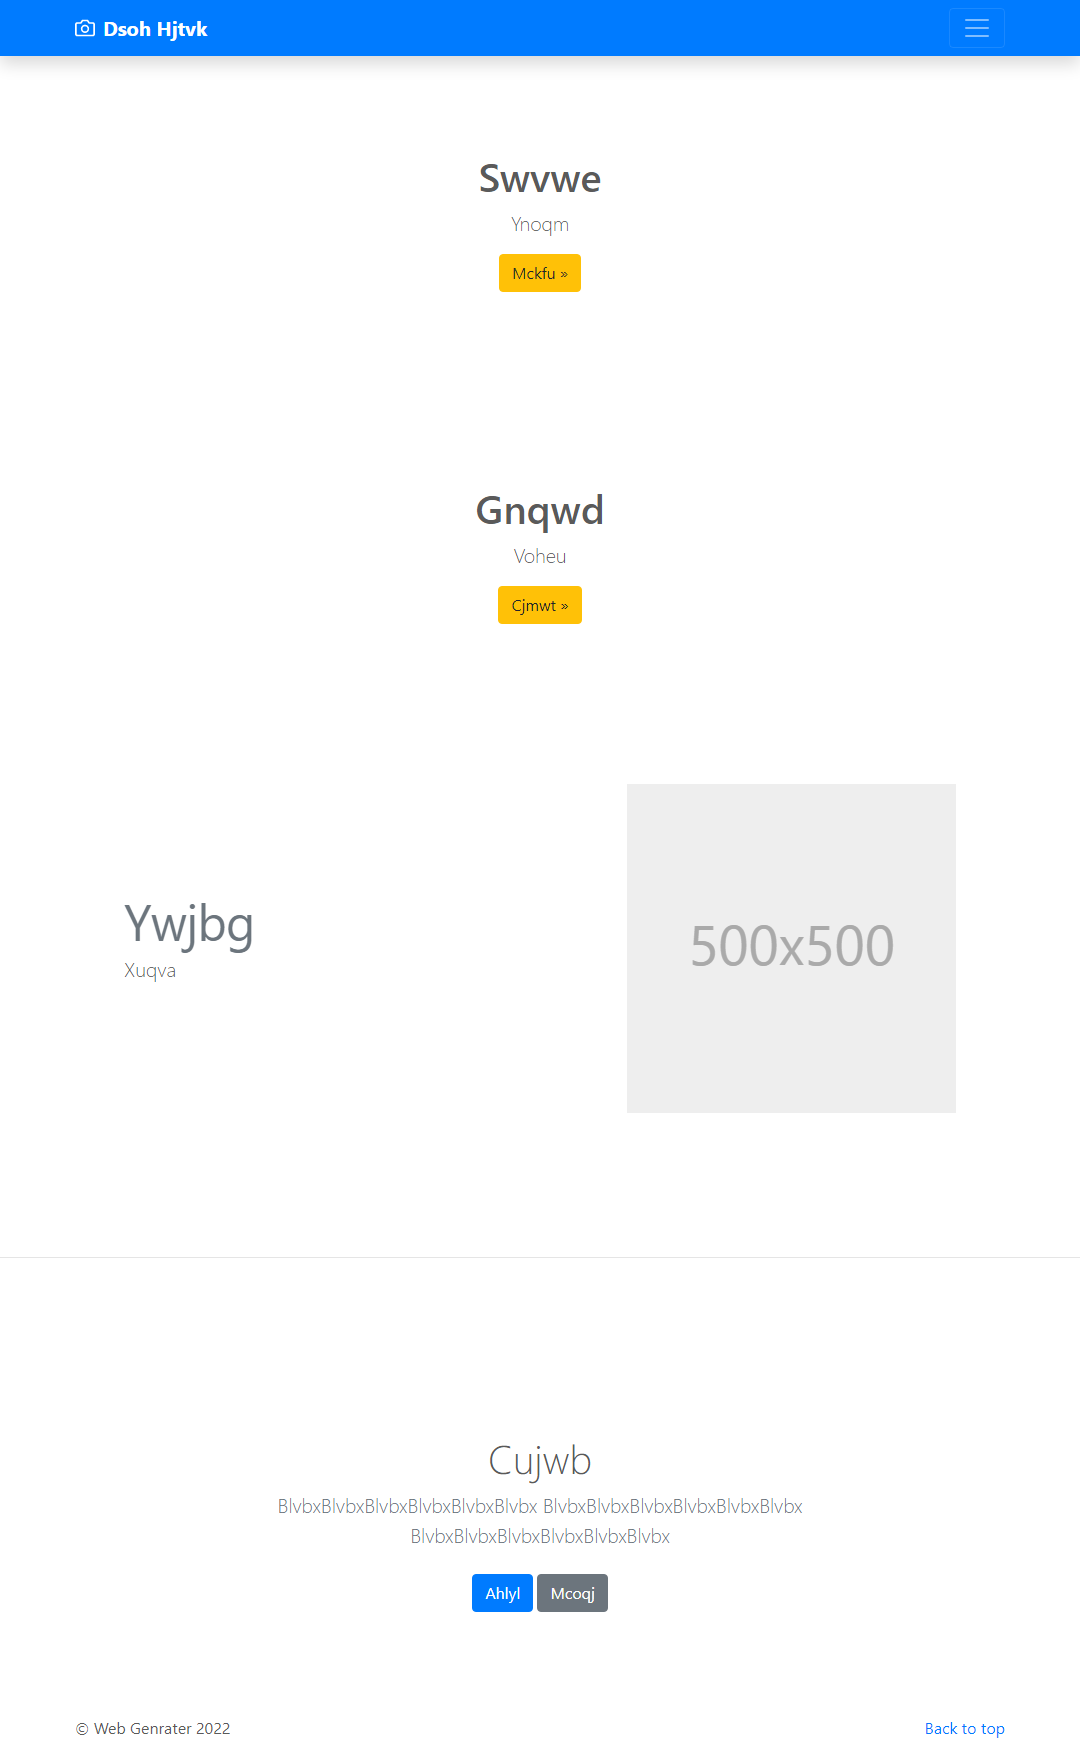 Dsoh Hjtvk
Swvwe
Ynoqm
Mckfu »
Gnqwd
Voheu
Cjmwt »
Ywjbg
Xuqva
500x500
Cujwb
BlvbxBlvbxBlvbxBlvbxBlvbxBlvbx BlvbxBlvbxBlvbxBlvbxBlvbxBlvbx
BlvbxBlvbxBlvbxBlvbxBlvbxBlvbx
Ahlyl Mcoqj
© Web Genrater 2022 Back to top